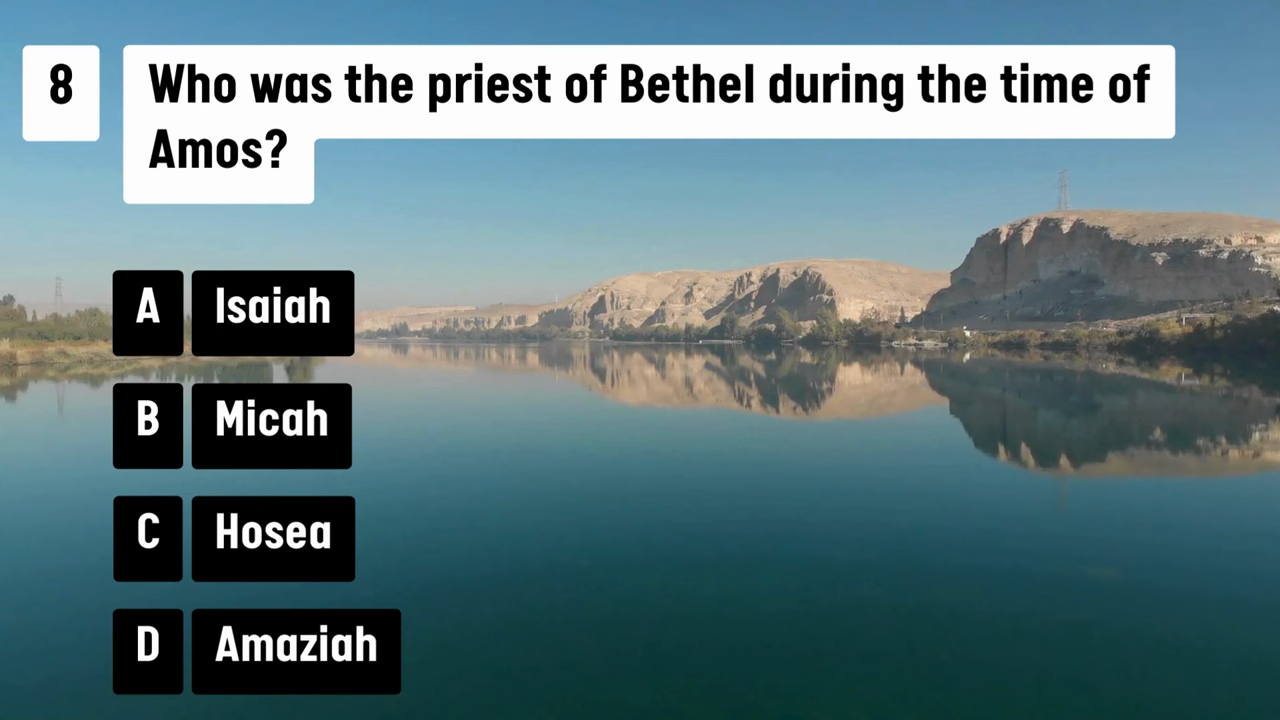 8 Who was the priest of Bethel during the time of
Amos?
A Isaiah
B Micah
C Hosea
D Amaziah